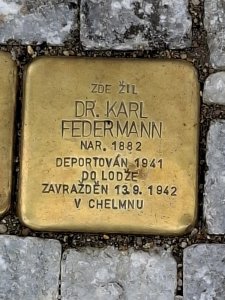 ZDE ŽIL
DR. KARL
FEDERMANN
NAR. 1882
DEPORTOVÁN 1941
DO LODŽE
ZAVRAŽDĚN 13.9. 1942
V CHELMNU